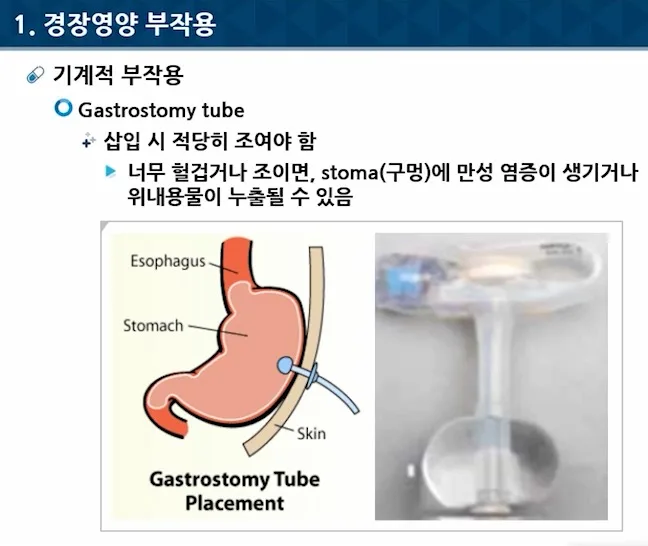 1. 경장영양 부작용
기계적 부작용
Gastrostomy tube
삽입 시 적당히 조여야 함
너무 헐겁거나 조이면, stoma(구멍)에 만성 염증이 생기거나
위내용물이 누출될 수 있음
Esophagus
Stomach
Skin
Gastrostomy Tube
Placement